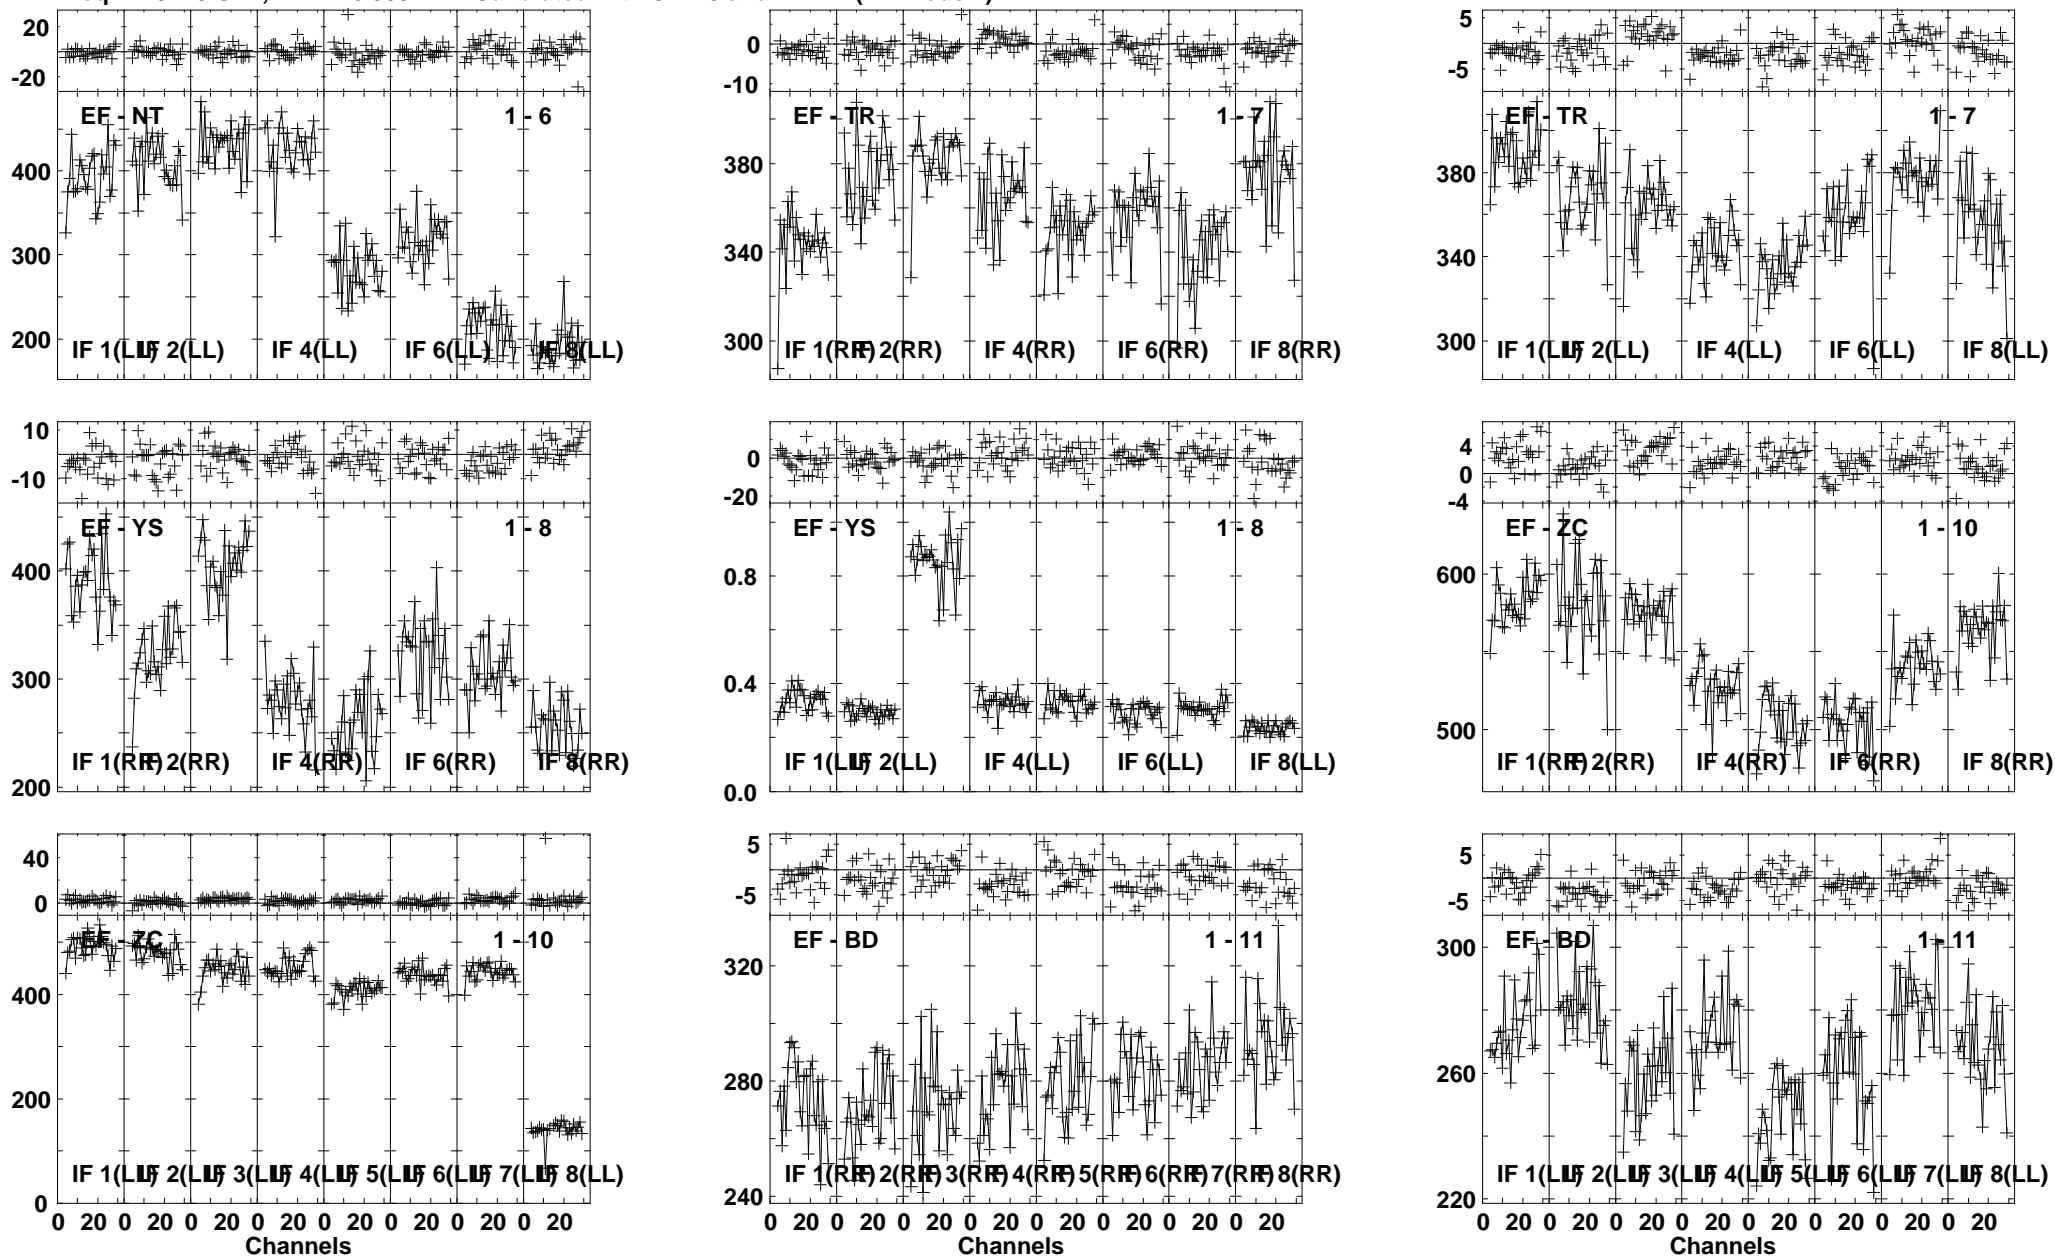 20
-20
EF - NT 1 - 6
400
300
200
IF 1(LL) IF 2(LL) IF 4(LL) IF 6(LL) IF 8(LL)
0
-10
EF - TR 1 - 7
380
340
300
IF 1(RR) IF 2(RR) IF 4(RR) IF 6(RR) IF 8(RR)
5
-5
EF - TR 1 - 7
380
340
300
IF 1(LL) IF 2(LL) IF 4(LL) IF 6(LL) IF 8(LL)
10
-10
EF - YS 1 - 8
400
300
200
IF 1(RR) IF 2(RR) IF 4(RR) IF 6(RR) IF 8(RR)
0
-20
EF - YS 1 - 8
0.8
0.4
0.0
IF 1(LL) IF 2(LL) IF 4(LL) IF 6(LL) IF 8(LL)
4
0
-4
EF - ZC 1 - 10
600
500
IF 1(RR) IF 2(RR) IF 4(RR) IF 6(RR) IF 8(RR)
40
0
EF - ZC 1 - 10
400
200
0
IF 1(LL) IF 2(LL) IF 3(LL) IF 4(LL) IF 5(LL) IF 6(LL) IF 7(LL) IF 8(LL)
0 20 0 20 0 20 0 20 0 20 0 20 0 20 0 20
Channels
5
-5
EF - BD 1 - 11
320
280
240
IF 1(RR) IF 2(RR) IF 3(RR) IF 4(RR) IF 5(RR) IF 6(RR) IF 7(RR) IF 8(RR)
0 20 0 20 0 20 0 20 0 20 0 20 0 20 0 20
Channels
5
-5
EF - BD 1 - 11
300
260
220
IF 1(LL) IF 2(LL) IF 3(LL) IF 4(LL) IF 5(LL) IF 6(LL) IF 7(LL) IF 8(LL)
0 20 0 20 0 20 0 20 0 20 0 20 0 20 0 20
Channels